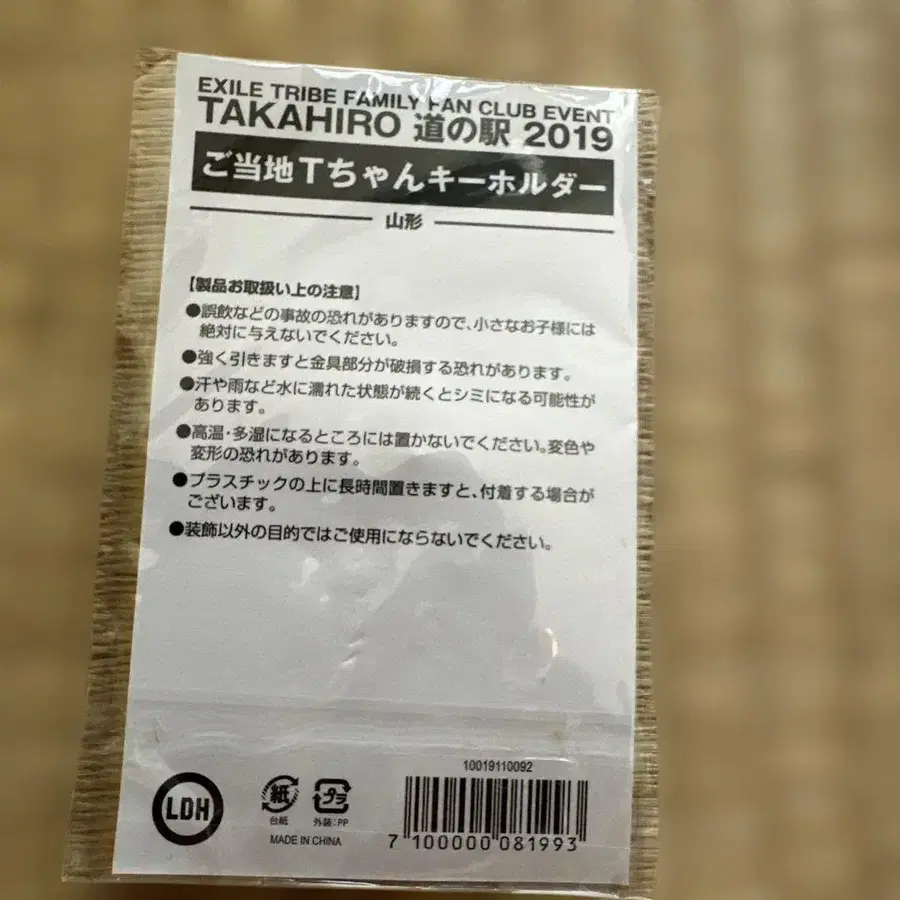 EXILE TRIBE FAMILY FAN CLUB EVENT
TAKAHIRO 道の駅 2019
ご当地Tちゃんキーホルダー
山形
【製品お取扱い上の注意】
●誤飲などの事故の恐れがありますので、小さなお子様には
絶対に与えないでください。
●強く引きますと金具部分が破損する恐れがあります。
●汗や雨など水に濡れた状態が続くとシミになる可能性が
あります。
●高温・多湿になるところには置かないでください。変色や
変形の恐れがあります。
●プラスチックの上に長時間置きますと、付着する場合が
ございます。
●装飾以外の目的ではご使用にならないでください。
10019110092
LDH
紙
プラ
台紙
外装:PP
MADE IN CHINA
7 100000 081993